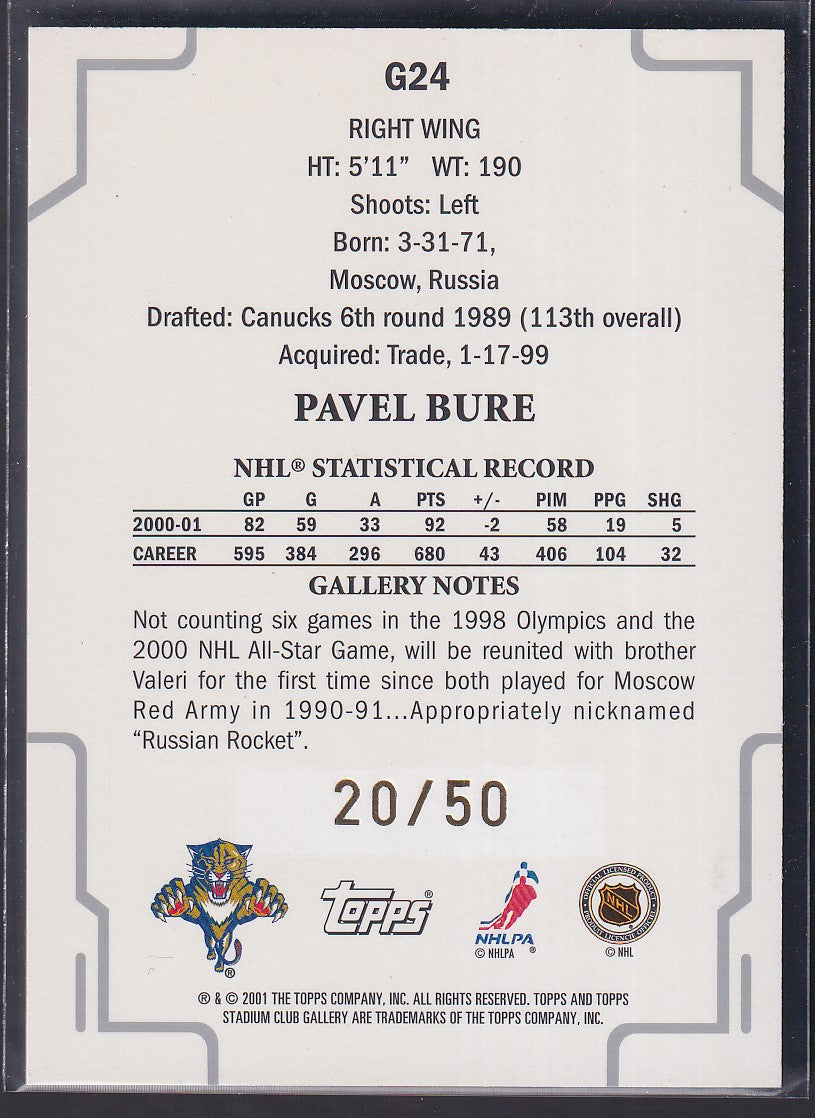 G24
RIGHT WING
HT: 5'11" WT: 190
Shoots: Left
Born: 3-31-71,
Moscow, Russia
Drafted: Canucks 6th round 1989 (113th overall)
Acquired: Trade, 1-17-99
PAVEL BURE
NHL® STATISTICAL RECORD
GP G A PTS +/- PIM PPG SHG
2000-01 82 59 33 92 -2 58 19 5
CAREER 595 384 296 680 43 406 104 32
GALLERY NOTES
Not counting six games in the 1998 Olympics and the
2000 NHL All-Star Game, will be reunited with brother
Valeri for the first time since both played for Moscow
Red Army in 1990-91...Appropriately nicknamed
“Russian Rocket”.
20/50
®
topps®
NHLPA ®
© NHLPA
OFFICIAL LICENSED PRODUCT
NHL
PRODUIT LICENCIÉ OFFICIEL
© NHL
® & © 2001 THE TOPPS COMPANY, INC. ALL RIGHTS RESERVED. TOPPS AND TOPPS
STADIUM CLUB GALLERY ARE TRADEMARKS OF THE TOPPS COMPANY, INC.